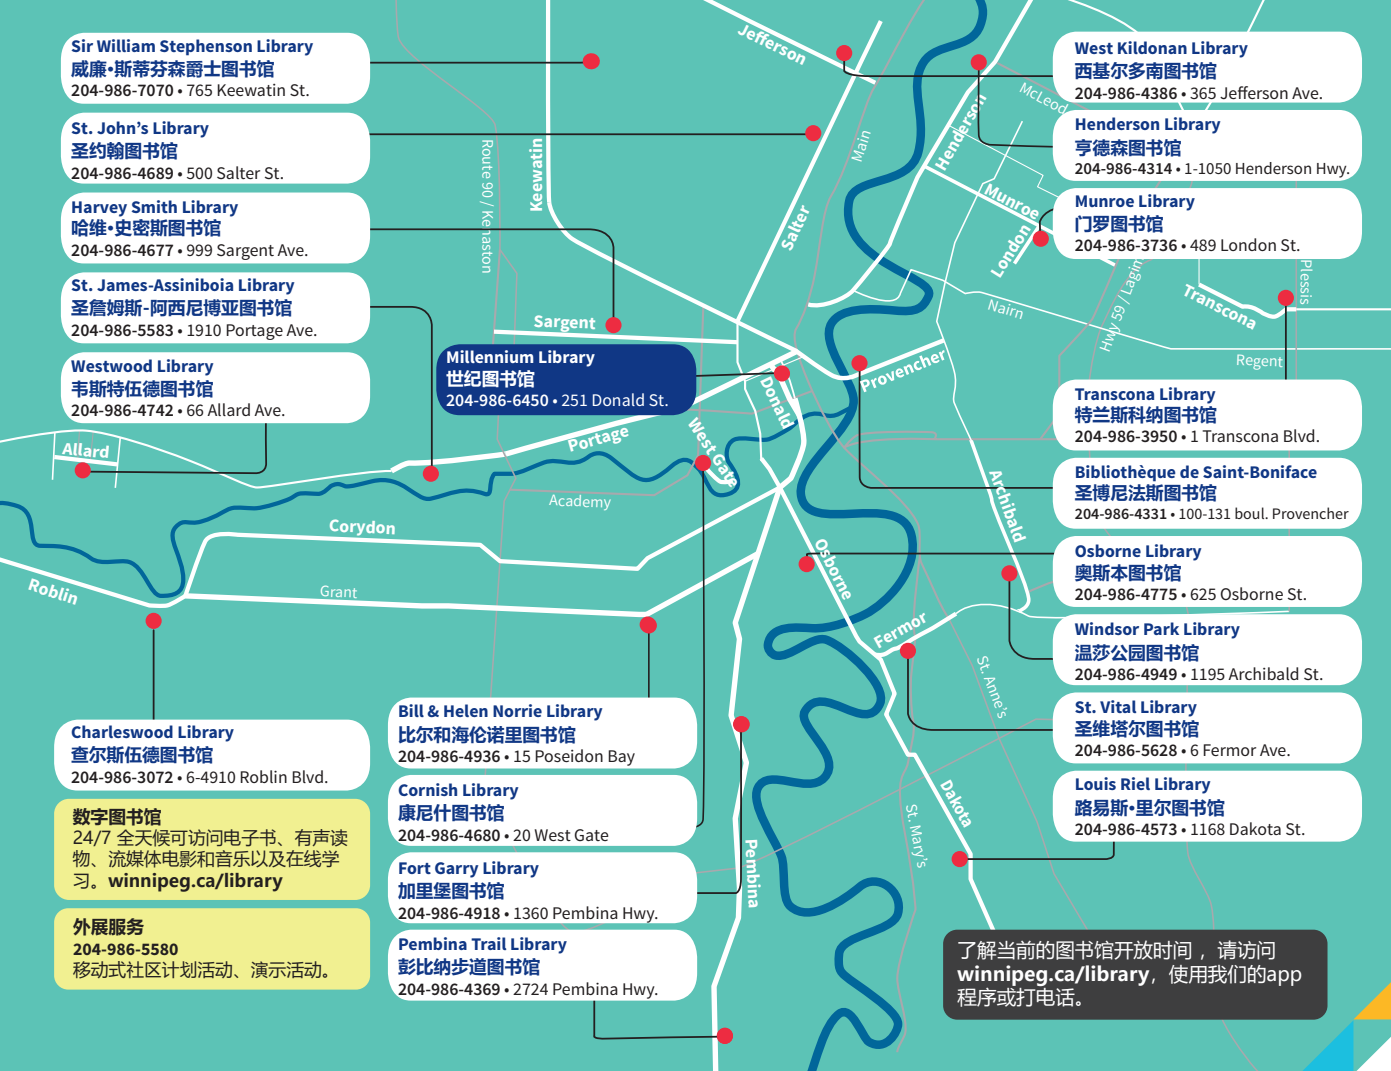 Sir William Stephenson Library
威廉•斯蒂芬森爵士图书馆
204-986-7070 • 765 Keewatin St.
St. John's Library
圣约翰图书馆
204-986-4689 • 500 Salter St.
Harvey Smith Library
哈维•史密斯图书馆
204-986-4677 • 999 Sargent Ave.
St. James-Assiniboia Library
圣詹姆斯-阿西尼博亚图书馆
204-986-5583 • 1910 Portage Ave.
Westwood Library
韦斯特伍德图书馆
204-986-4742 • 66 Allard Ave.
Millennium Library
世纪图书馆
204-986-6450 • 251 Donald St.
West Kildonan Library
西基尔多南图书馆
204-986-4386 • 365 Jefferson Ave.
Henderson Library
亨德森图书馆
204-986-4314 • 1-1050 Henderson Hwy.
Munroe Library
门罗图书馆
204-986-3736 • 489 London St.
Transcona Library
特兰斯科纳图书馆
204-986-3950 • 1 Transcona Blvd.
Bibliothèque de Saint-Boniface
圣博尼法斯图书馆
204-986-4331 • 100-131 boul. Provencher
Osborne Library
奥斯本图书馆
204-986-4775 • 625 Osborne St.
Windsor Park Library
温莎公园图书馆
204-986-4949 • 1195 Archibald St.
St. Vital Library
圣维塔尔图书馆
204-986-5628 • 6 Fermor Ave.
Louis Riel Library
路易斯•里尔图书馆
204-986-4573 • 1168 Dakota St.
Charleswood Library
查尔斯伍德图书馆
204-986-3072 • 6-4910 Roblin Blvd.
数字图书馆
24/7 全天候可访问电子书、有声读
物、流媒体电影和音乐以及在线学
习。winnipeg.ca/library
外展服务
204-986-5580
移动式社区计划活动、演示活动。
Bill & Helen Norrie Library
比尔和海伦诺里图书馆
204-986-4936 • 15 Poseidon Bay
Cornish Library
康尼什图书馆
204-986-4680 • 20 West Gate
Fort Garry Library
加里堡图书馆
204-986-4918 • 1360 Pembina Hwy.
Pembina Trail Library
彭比纳步道图书馆
204-986-4369 • 2724 Pembina Hwy.
了解当前的图书馆开放时间，请访问
winnipeg.ca/library，使用我们的app
程序或打电话。
Jefferson
Main
Henderson
McLeod
Munroe
London
Salter
Keewatin
Route 90 / Kenaston
Sargent
Nairn
Hwy 59 / Lagim
Plessis
Transcona
Regent
Provencher
Donald
Portage
West Gate
Academy
Allard
Corydon
Grant
Roblin
Archibald
Osborne
Fermor
St. Anne's
St. Mary's
Dakota
Pembina